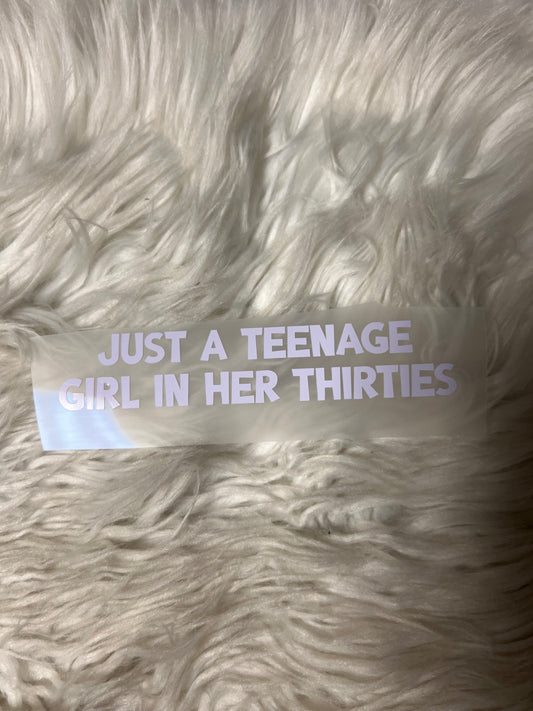 JUST A TEENAGE
GIRL IN HER THIRTIES